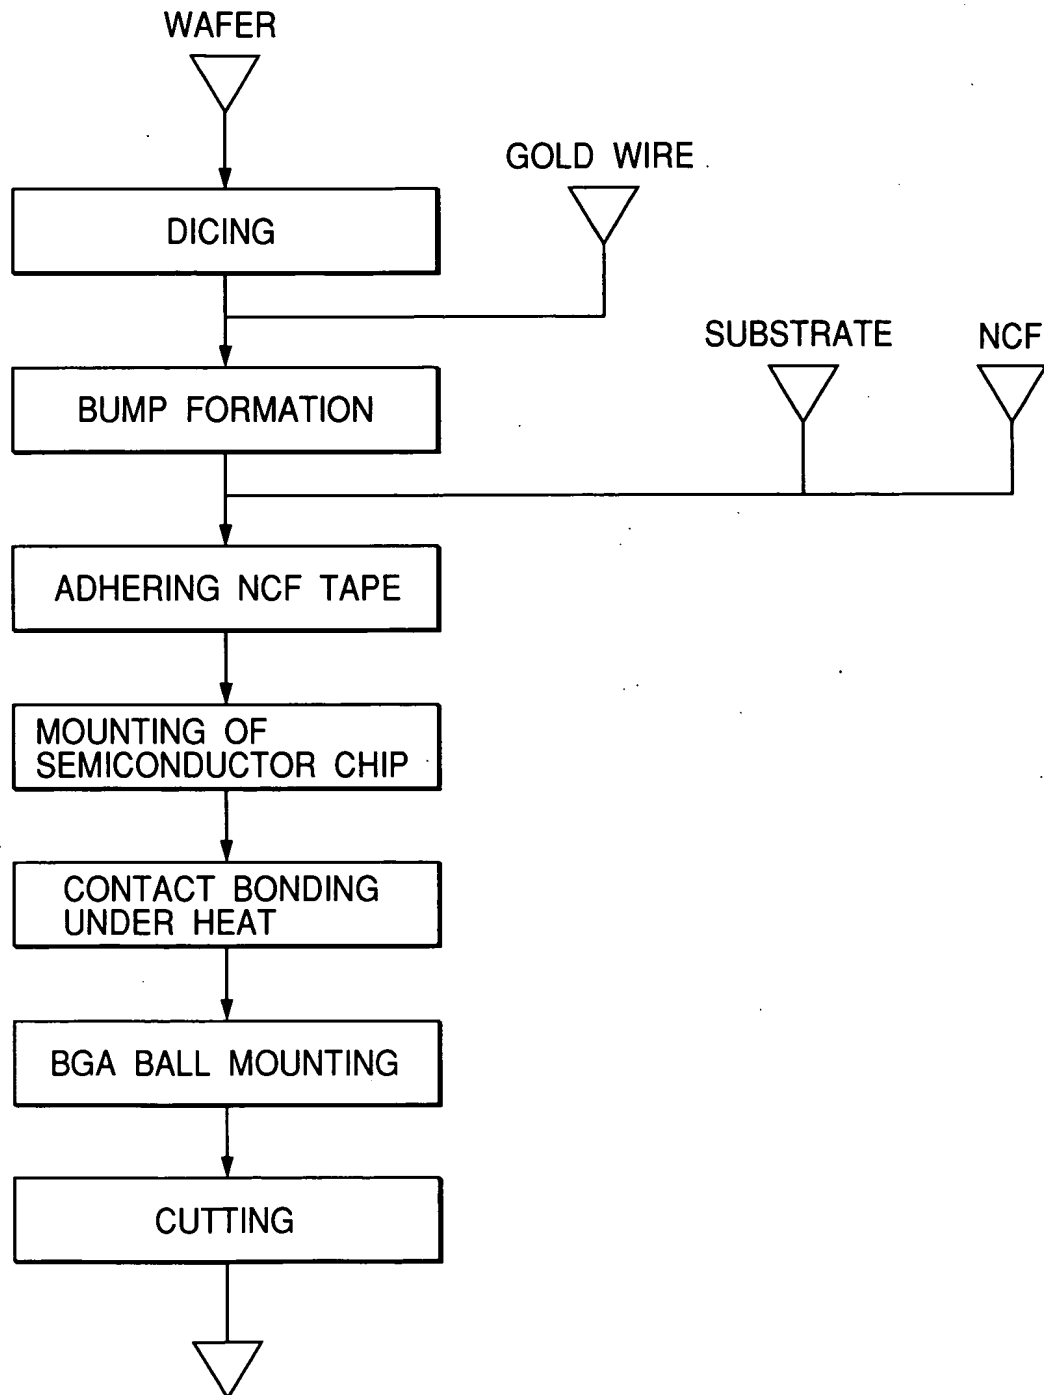 WAFER
GOLD WIRE
DICING
SUBSTRATE
NCF
BUMP FORMATION
ADHERING NCF TAPE
MOUNTING OF
SEMICONDUCTOR CHIP
CONTACT BONDING
UNDER HEAT
BGA BALL MOUNTING
CUTTING